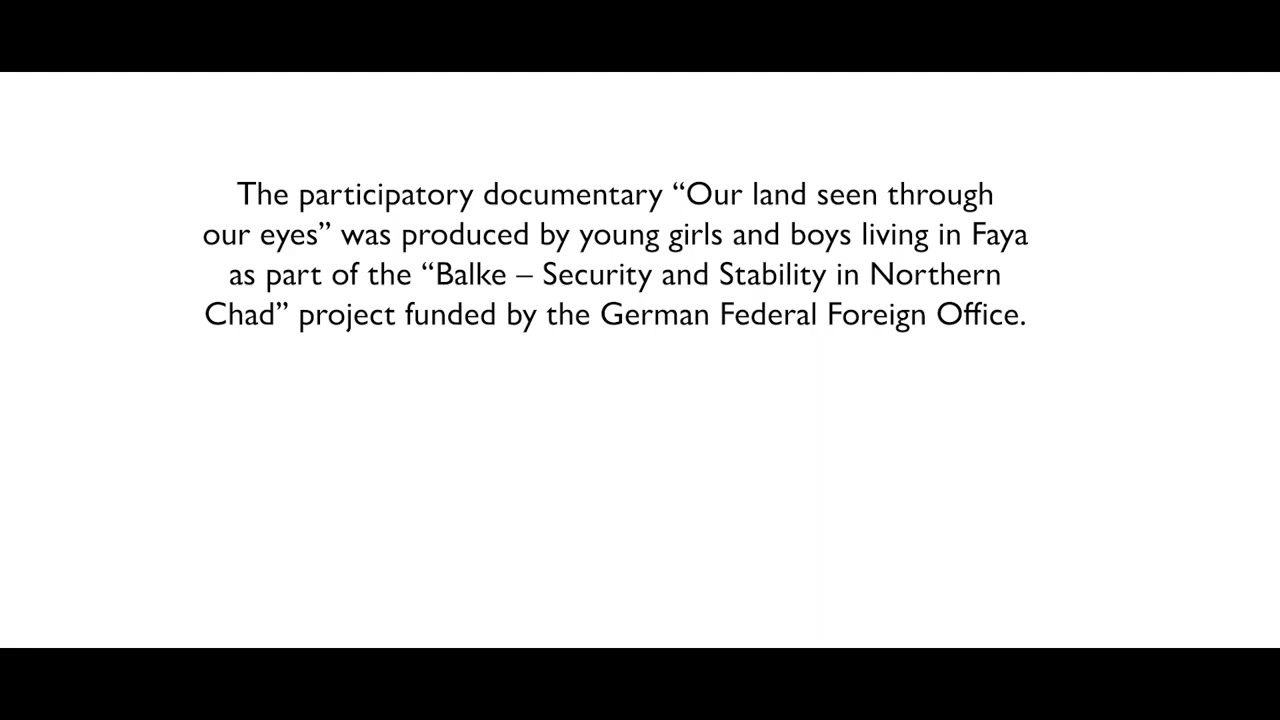 The participatory documentary “Our land seen through
our eyes” was produced by young girls and boys living in Faya
as part of the “Balke – Security and Stability in Northern
Chad” project funded by the German Federal Foreign Office.